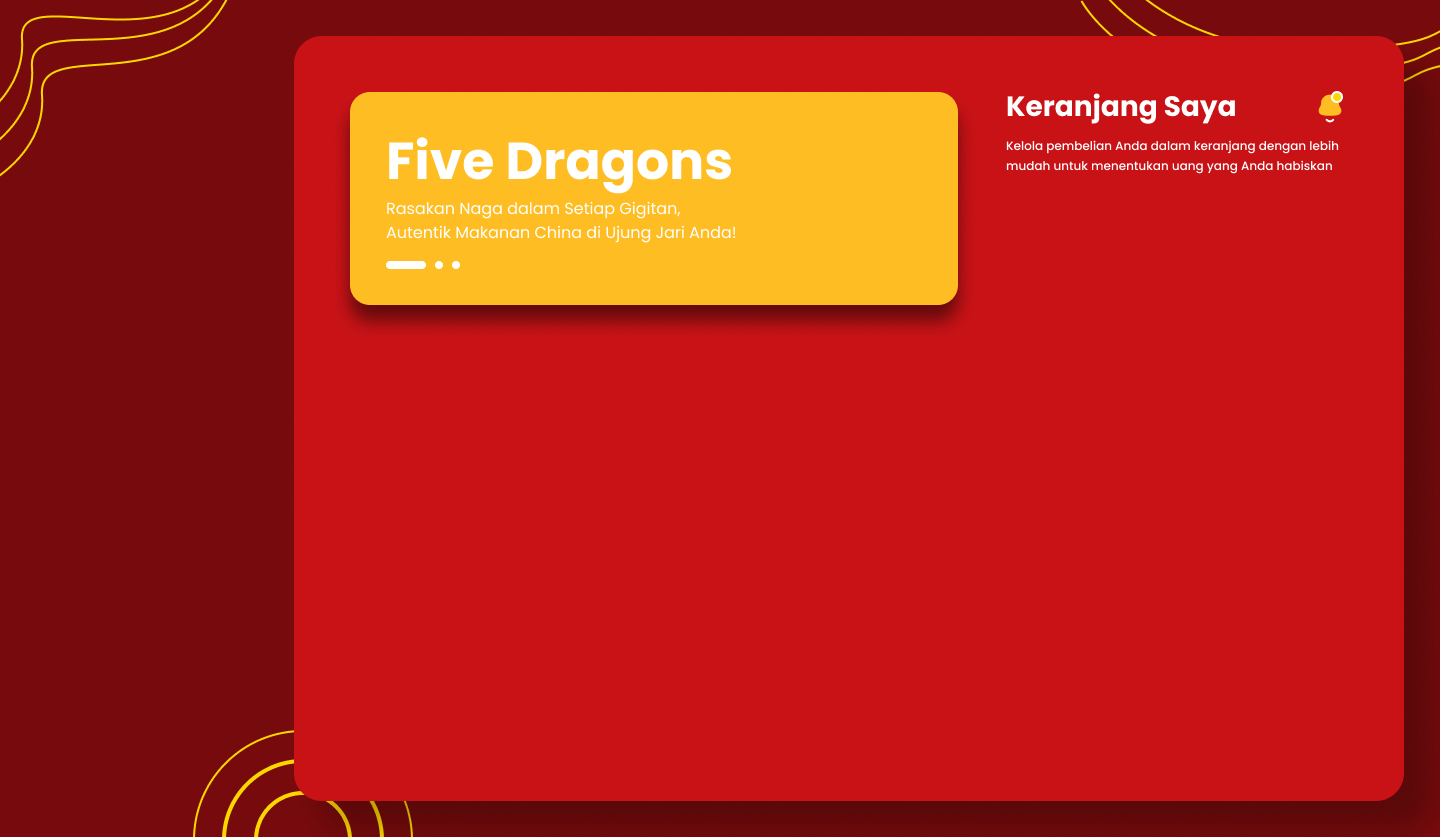 Five Dragons
Rasakan Naga dalam Setiap Gigitan,
Autentik Makanan China di Ujung Jari Anda!
Keranjang Saya
Kelola pembelian Anda dalam keranjang dengan lebih
mudah untuk menentukan uang yang Anda habiskan